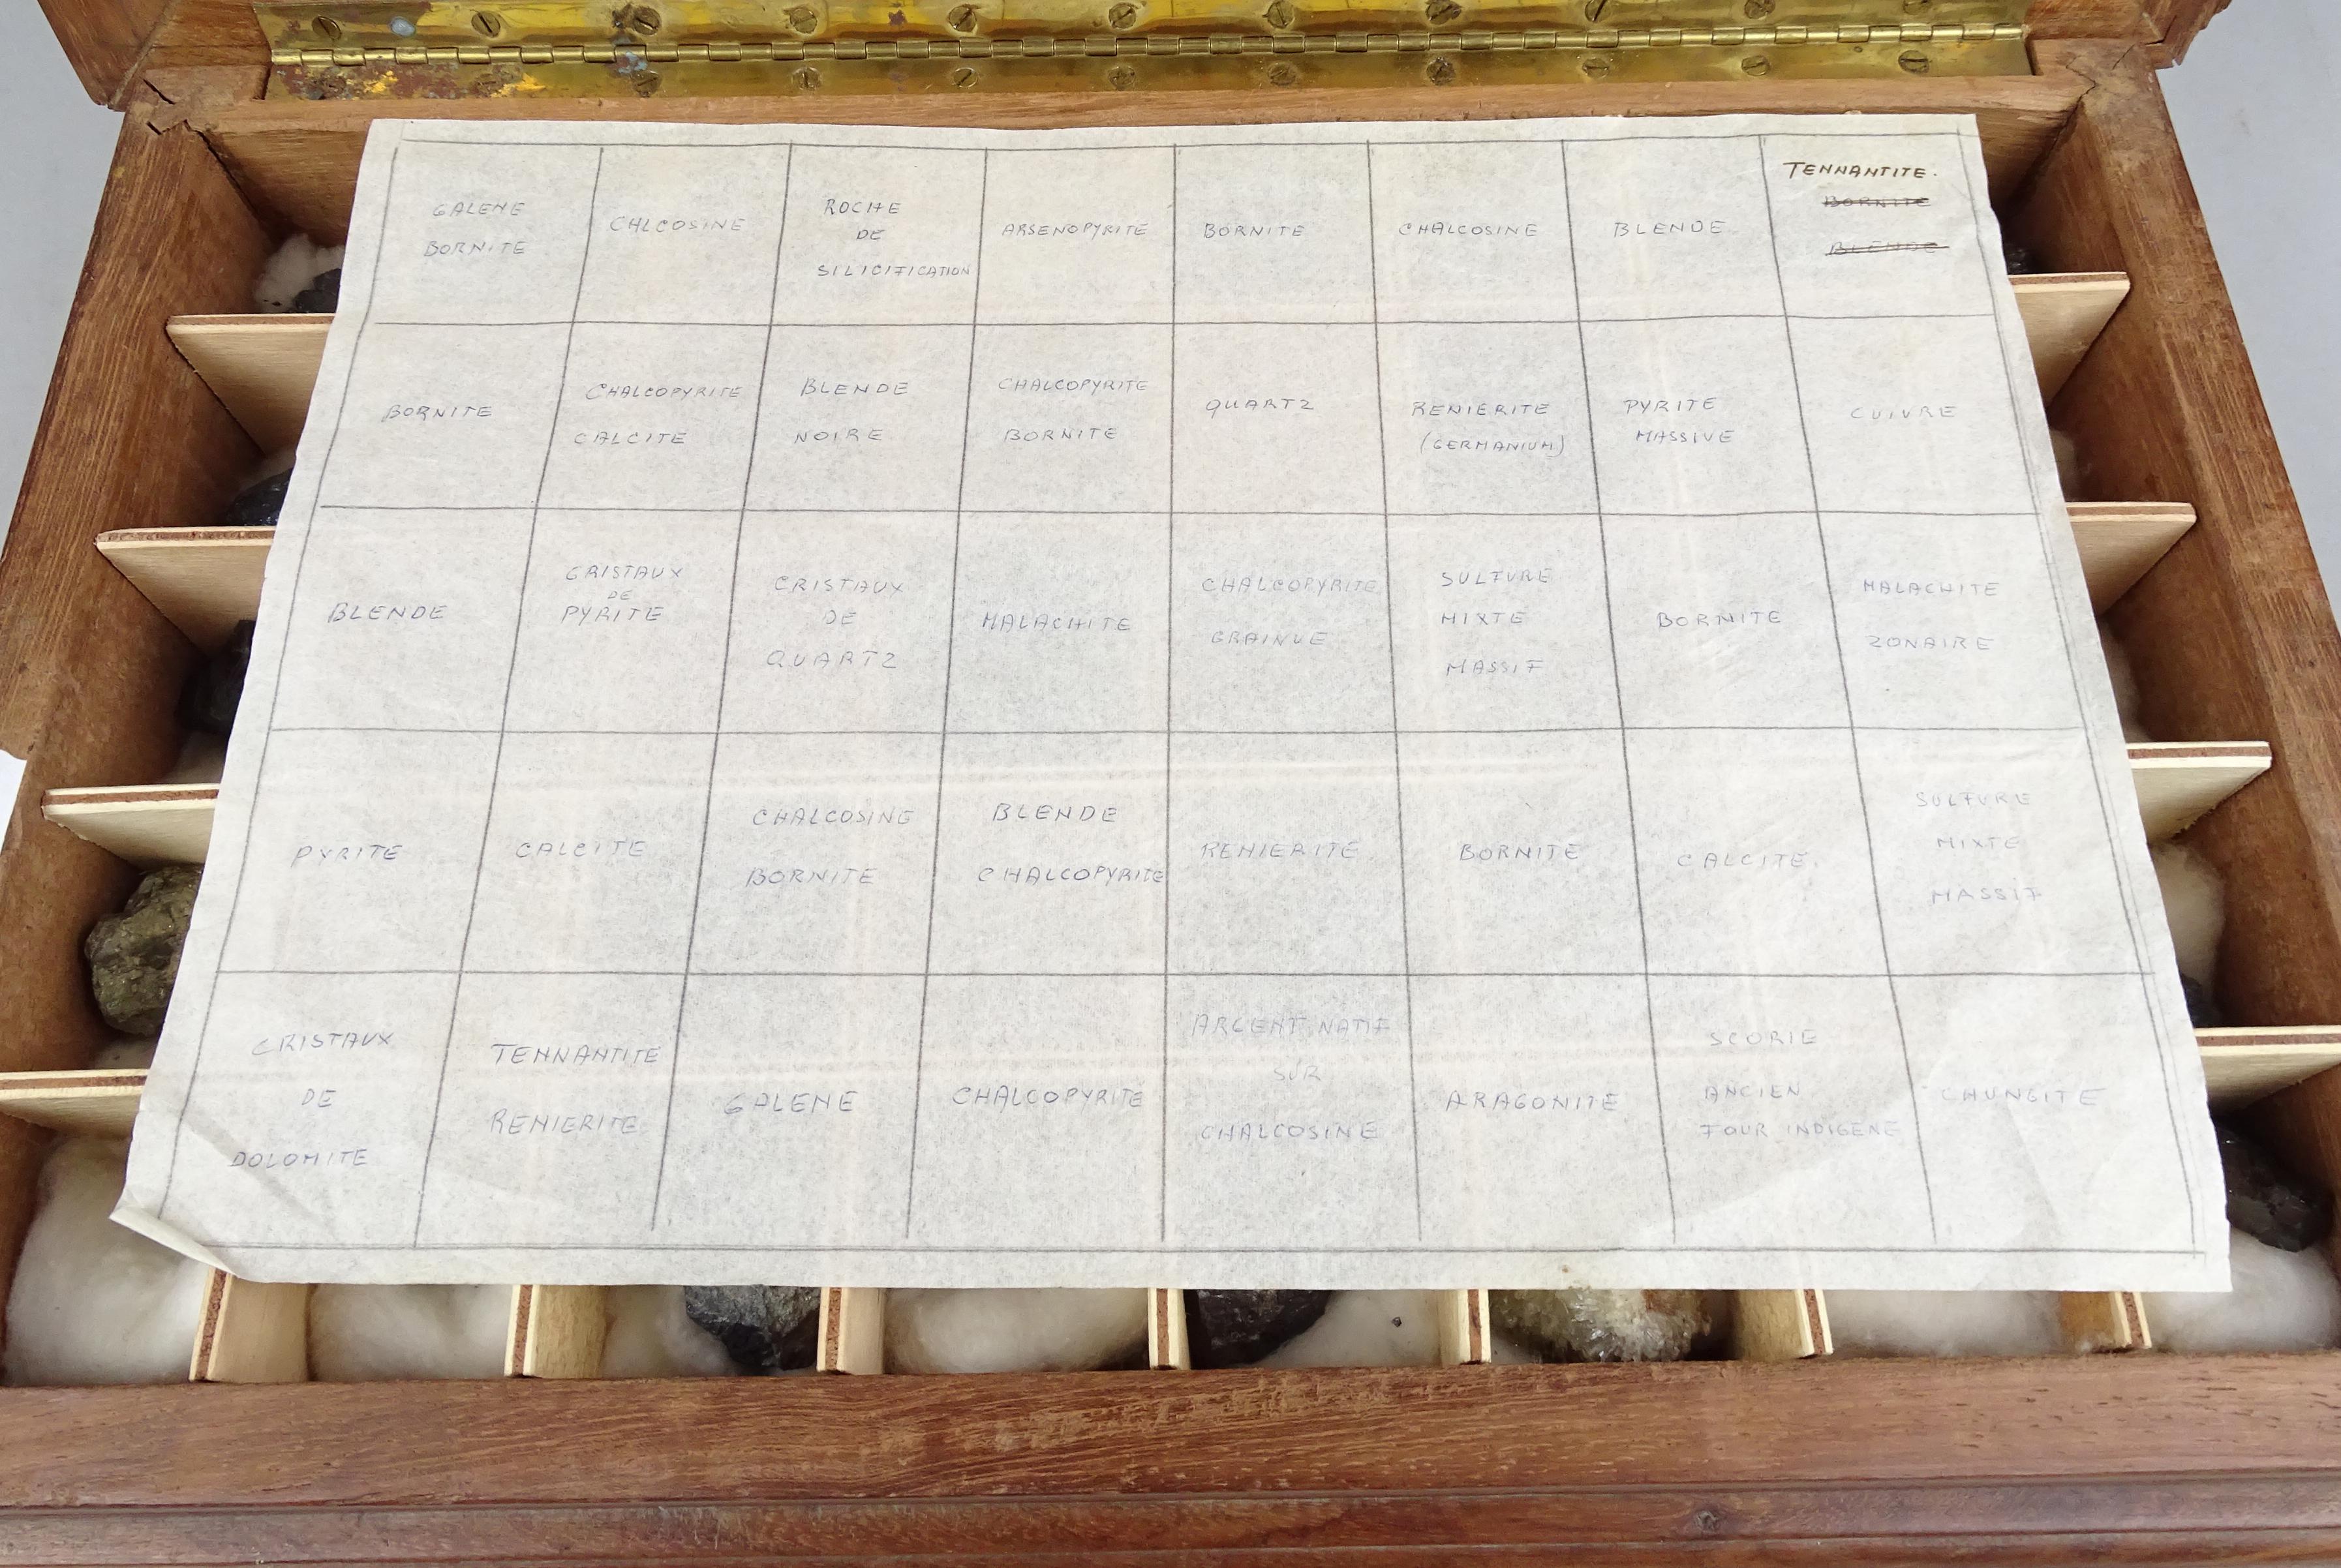 GALENE
BORNITE
CHLCOSINE
ROCHE
DE
SILICIFICATION
ARSENOPYRITE
BORNITE
CHALCOSINE
BLENDE
TENNANTITE.
BORNITE
BLENDE
BORNITE
CHALCOPYRITE
CALCITE
BLENDE
NOIRE
CHALCOPYRITE
BORNITE
QUARTZ
RENIERITE
(GERMANIUM)
PYRITE
MASSIVE
CUIVRE
BLENDE
CRISTAUX
DE
PYRITE
CRISTAUX
DE
QUARTZ
MALACHITE
CHALCOPYRITE
GRAINUE
SULFURE
MIXTE
MASSIF
BORNITE
MALACHITE
ZONAIRE
PYRITE
CALCITE
CHALCOSINE
BORNITE
BLENDE
CHALCOPYRITE
RENIERITE
BORNITE
CALCITE.
SULFURE
MIXTE
MASSIF
CRISTAUX
DE
DOLOMITE
TENNANTITE
RENIERITE
GALENE
CHALCOPYRITE
ARGENT NATIF
SUR
CHALCOSINE
ARAGONITE
SCORIE
ANCIEN
FOUR INDIGENE
CHUNGITE